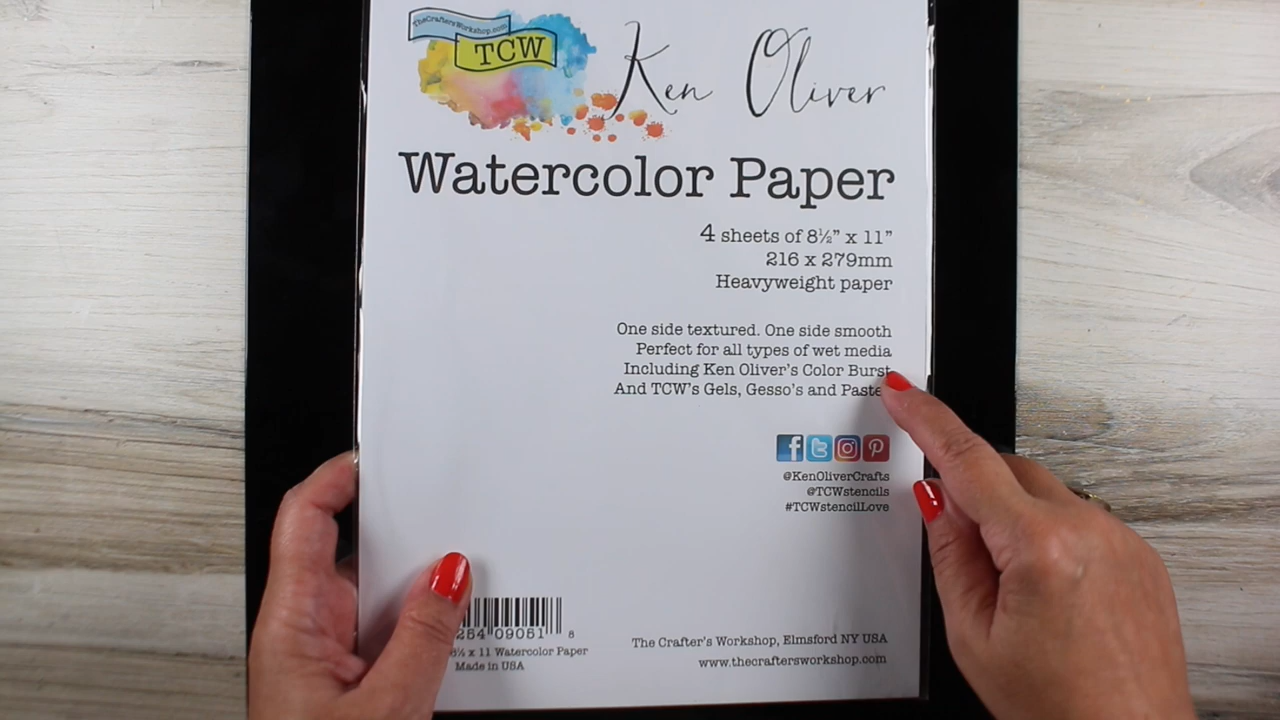 TheCraftersWorkshop.com
TCW
Ken Oliver
Watercolor Paper
4 sheets of 8½” x 11”
216 x 279mm
Heavyweight paper
One side textured. One side smooth
Perfect for all types of wet media
Including Ken Oliver’s Color Burst
And TCW’s Gels, Gesso’s and
@KenOliverCrafts
@TCWstencils
#TCWstencilLove
254 09051 8
x 11 Watercolor Paper
Made in USA
The Crafter’s Workshop, Elmsford NY USA
www.thecraftersworkshop.com